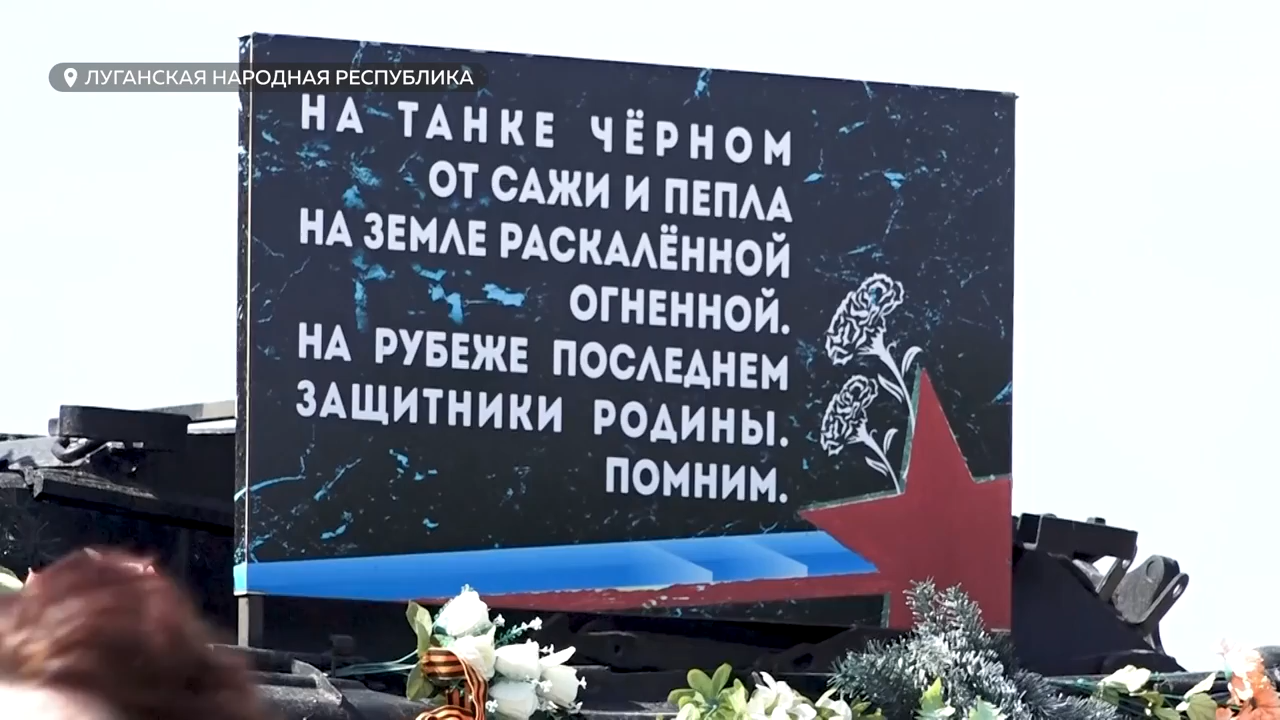 ЛУГАНСКАЯ НАРОДНАЯ РЕСПУБЛИКА
НА ТАНКЕ ЧЁРНОМ
ОТ САЖИ И ПЕПЛА
НА ЗЕМЛЕ РАСКАЛЁННОЙ
ОГНЕННОЙ.
НА РУБЕЖЕ ПОСЛЕДНЕМ
ЗАЩИТНИКИ РОДИНЫ.
ПОМНИМ.